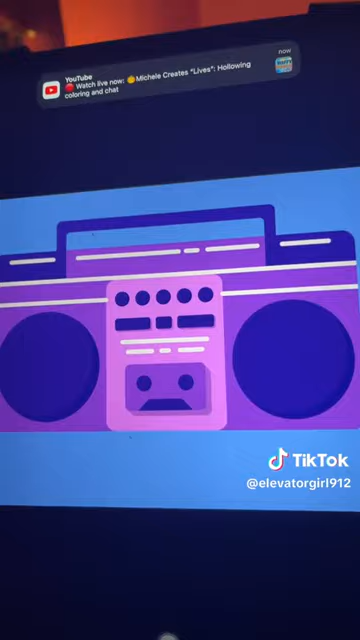 YouTube
now
🔴 Watch live now: 🎃Michele Creates "Lives": Hollowing
coloring and chat
TikTok
@elevatorgirl912